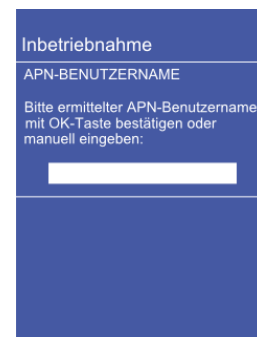 Inbetriebnahme
APN-BENUTZERNAME
Bitte ermittelter APN-Benutzername
mit OK-Taste bestätigen oder
manuell eingeben: